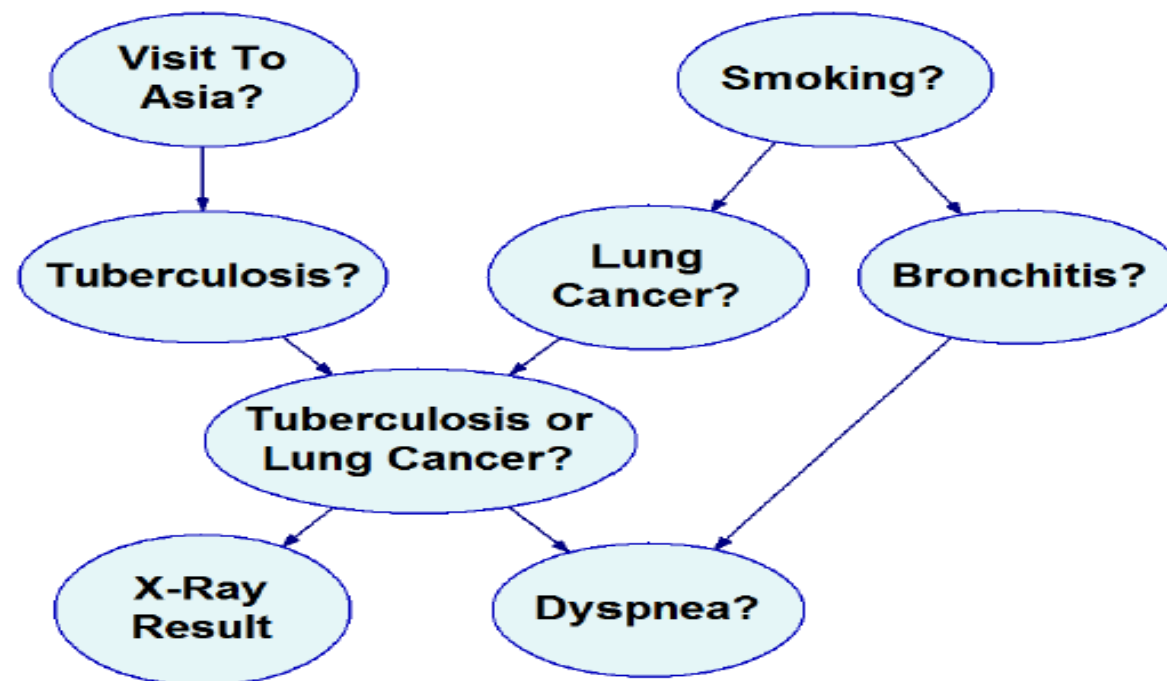 Visit To
Asia?
Smoking?
Tuberculosis?
Lung
Cancer?
Bronchitis?
Tuberculosis or
Lung Cancer?
X-Ray
Result
Dyspnea?